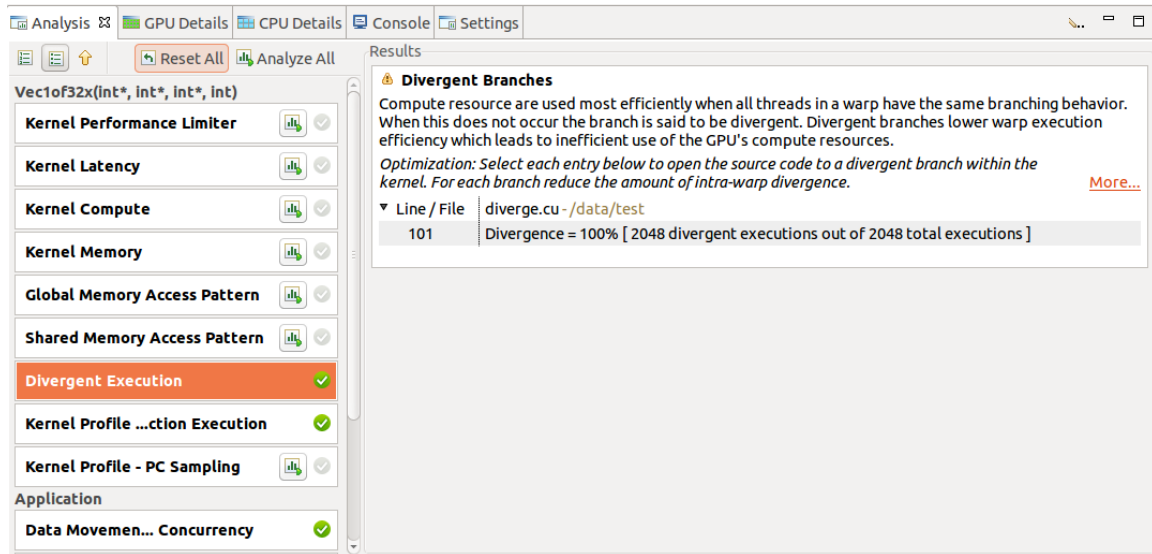 Analysis GPU Details CPU Details Console Settings
Reset All Analyze All
Vec1of32x(int*, int*, int*, int)
Kernel Performance Limiter
Kernel Latency
Kernel Compute
Kernel Memory
Global Memory Access Pattern
Shared Memory Access Pattern
Divergent Execution
Kernel Profile ...ction Execution
Kernel Profile - PC Sampling
Application
Data Movemen... Concurrency
Results
Divergent Branches
Compute resource are used most efficiently when all threads in a warp have the same branching behavior.
When this does not occur the branch is said to be divergent. Divergent branches lower warp execution
efficiency which leads to inefficient use of the GPU's compute resources.
Optimization: Select each entry below to open the source code to a divergent branch within the
kernel. For each branch reduce the amount of intra-warp divergence. More...
Line / File diverge.cu - /data/test
101 Divergence = 100% [ 2048 divergent executions out of 2048 total executions ]